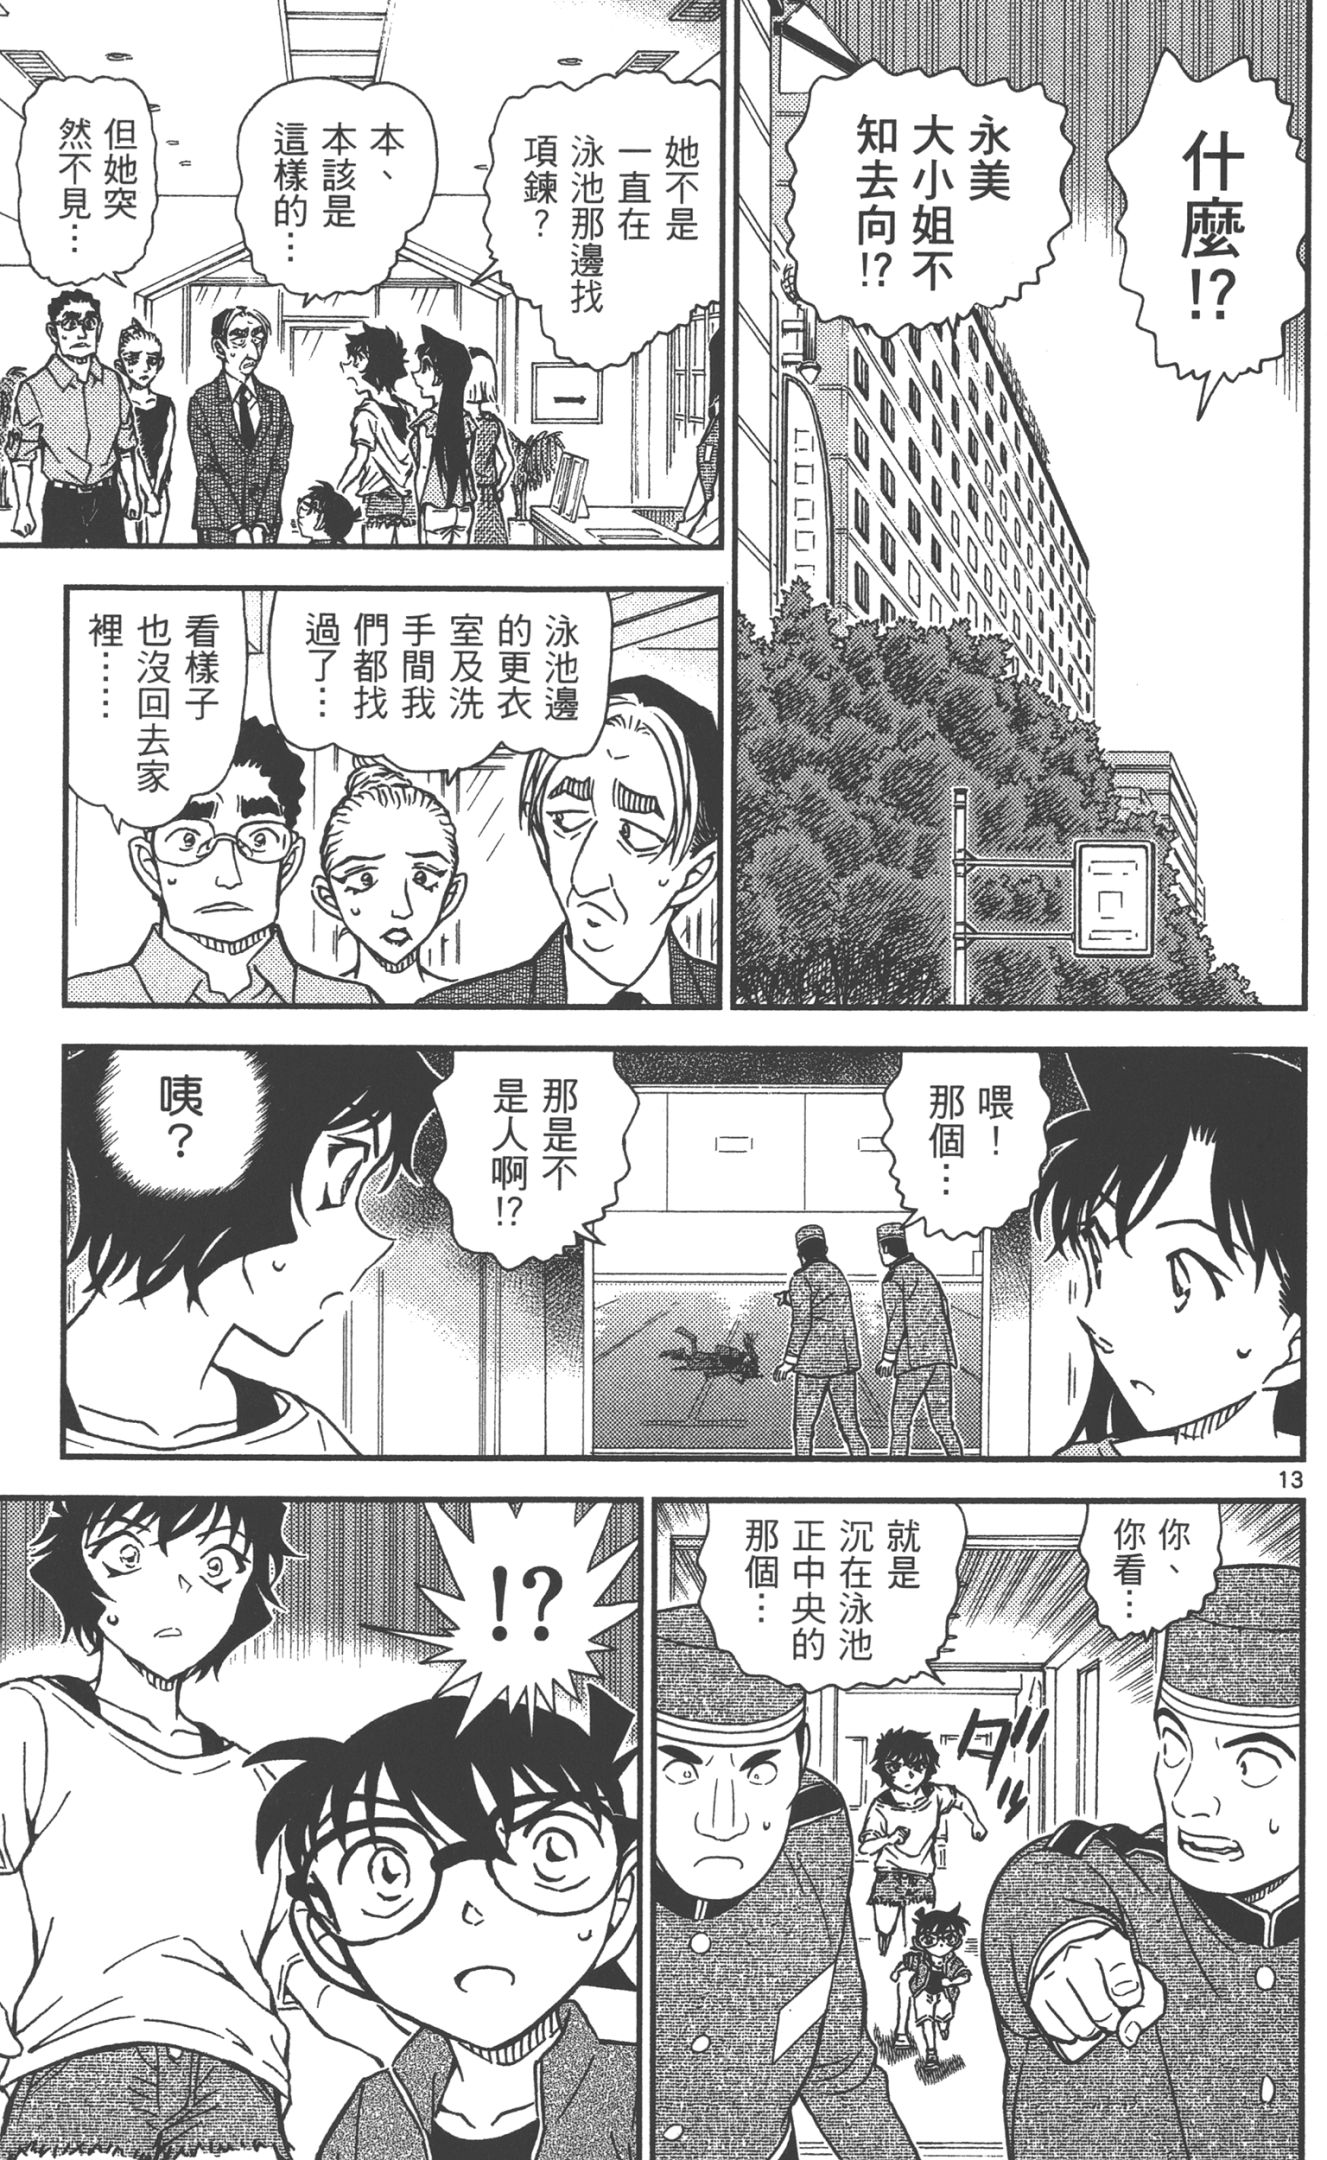 什麼!?
永美
大小姐不
知去向!?
她不是
一直在
泳池那邊找
項鍊？
本、
本該是
這樣的…
但她突
然不見…
泳池邊
的更衣
室及洗
手間我
們都找
過了…
看樣子
也沒回去家
裡……
喂！
那個…
那是不
是人啊!?
咦？
13
你、
你看…
就是
沉在泳池
正中央的
那個…
ダダッ
!?